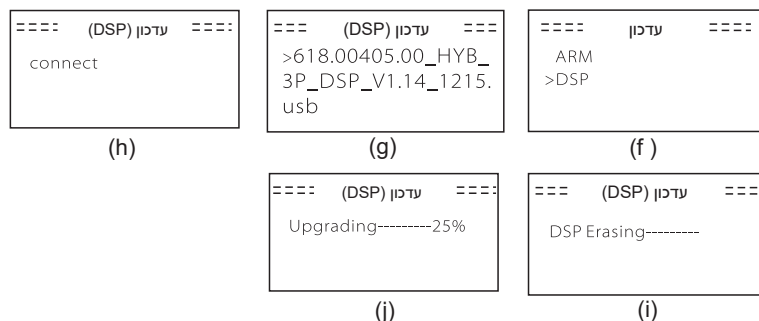 ==== עדכון ====
ARM
>DSP
(f )
==== עדכון (DSP) ====
>618.00405.00_HYB_
3P_DSP_V1.14_1215.
usb
(g)
==== עדכון (DSP) ====
connect
(h)
=== עדכון (DSP) ===
DSP Erasing---------
(i)
==== עדכון (DSP) ====
Upgrading---------25%
(j)